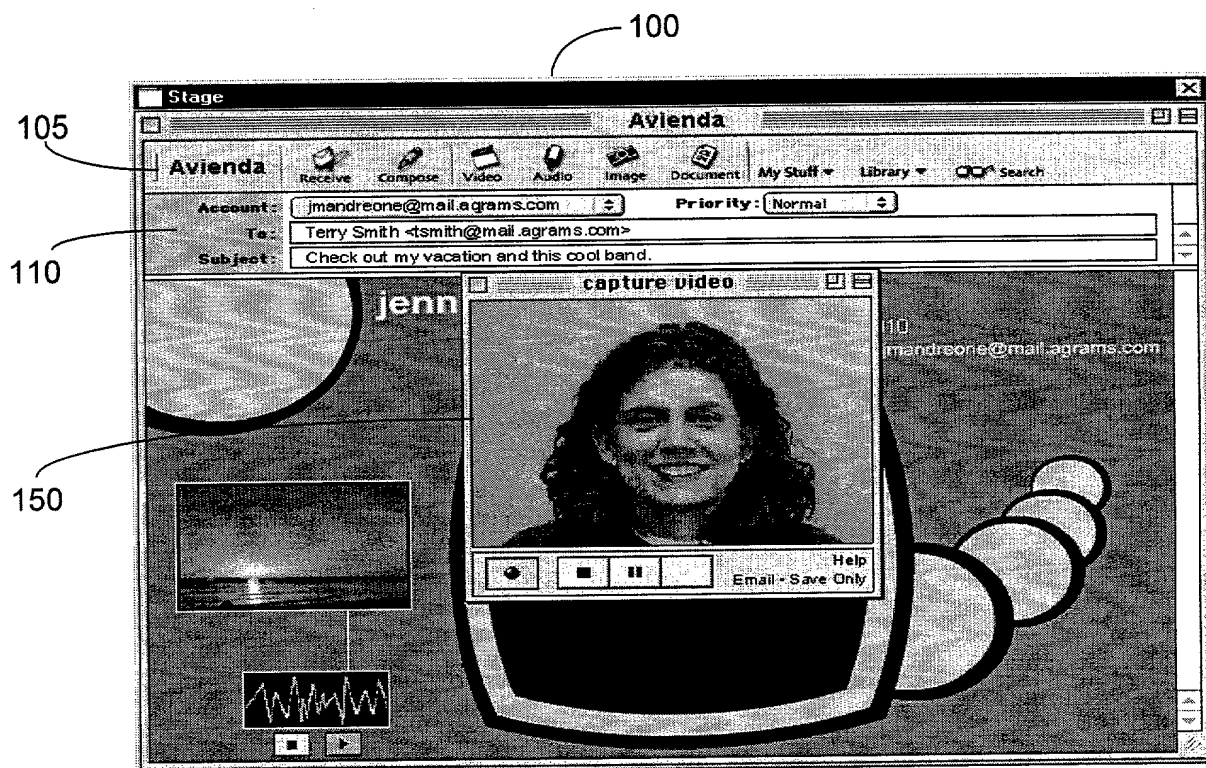 100
Stage
Avienda
105
Avienda Receive Compose Video Audio Image Document My Stuff Library Search
Account: jmandreone@mail.agrams.com Priority: Normal
110
To: Terry Smith <tsmith@mail.agrams.com>
Subject: Check out my vacation and this cool band.
capture video
jenn
10
mandreone@mail.agrams.com
150
Help
Email - Save Only